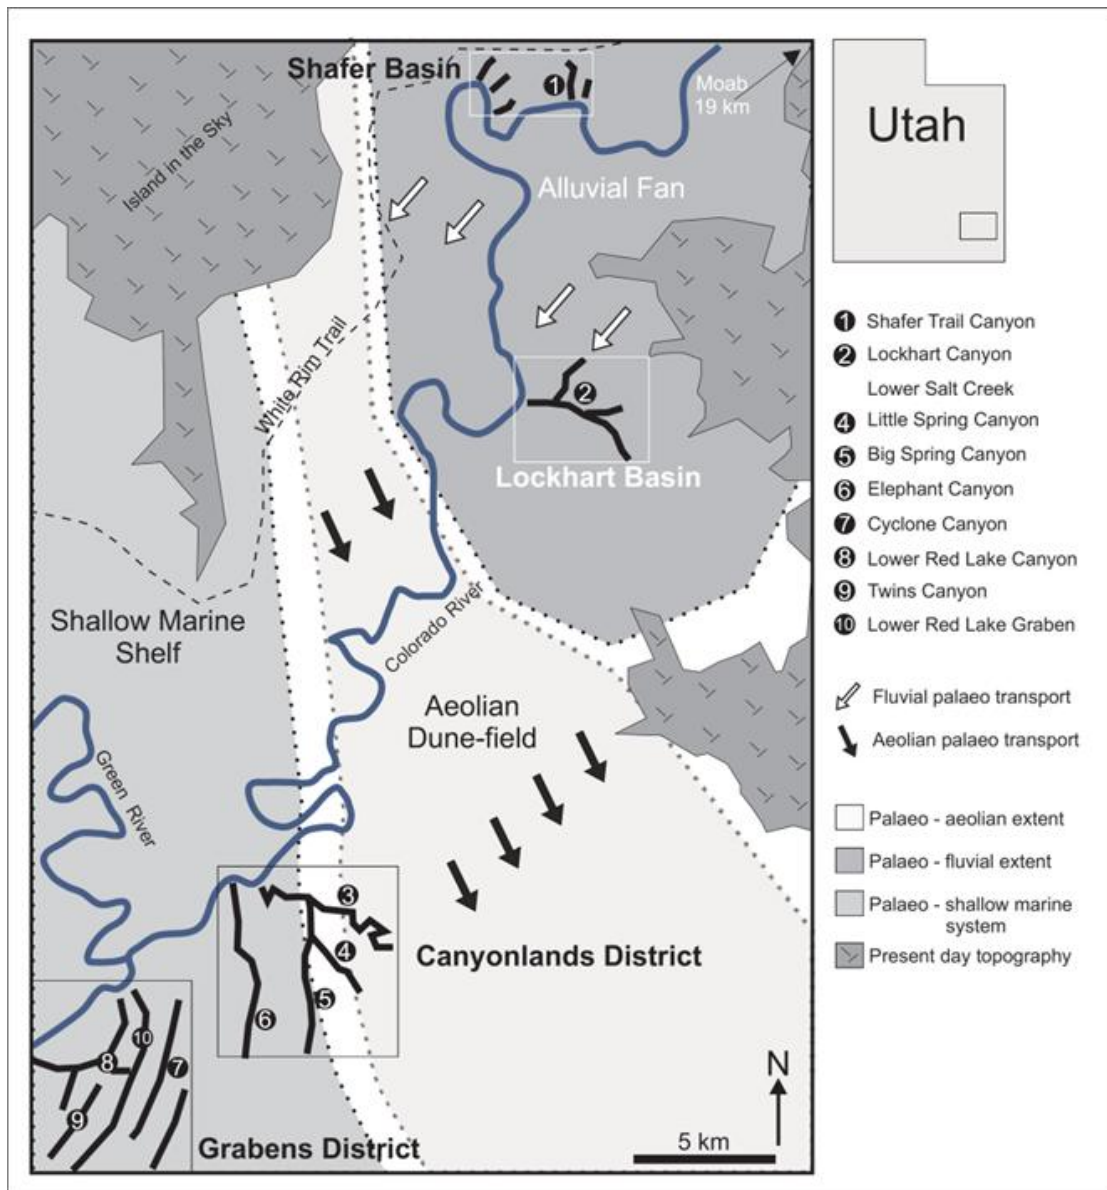 Shafer Basin
1
Moab
19 km
Island in the Sky
Alluvial Fan
White Rim Trail
2
Lockhart Basin
Shallow Marine
Shelf
Colorado River
Aeolian
Dune-field
Green River
3
4
Canyonlands District
5
6
10
8
7
9
Grabens District
N
5 km
Utah
1 Shafer Trail Canyon
2 Lockhart Canyon
Lower Salt Creek
4 Little Spring Canyon
5 Big Spring Canyon
6 Elephant Canyon
7 Cyclone Canyon
8 Lower Red Lake Canyon
9 Twins Canyon
10 Lower Red Lake Graben
Fluvial palaeo transport
Aeolian palaeo transport
Palaeo - aeolian extent
Palaeo - fluvial extent
Palaeo - shallow marine
system
Present day topography